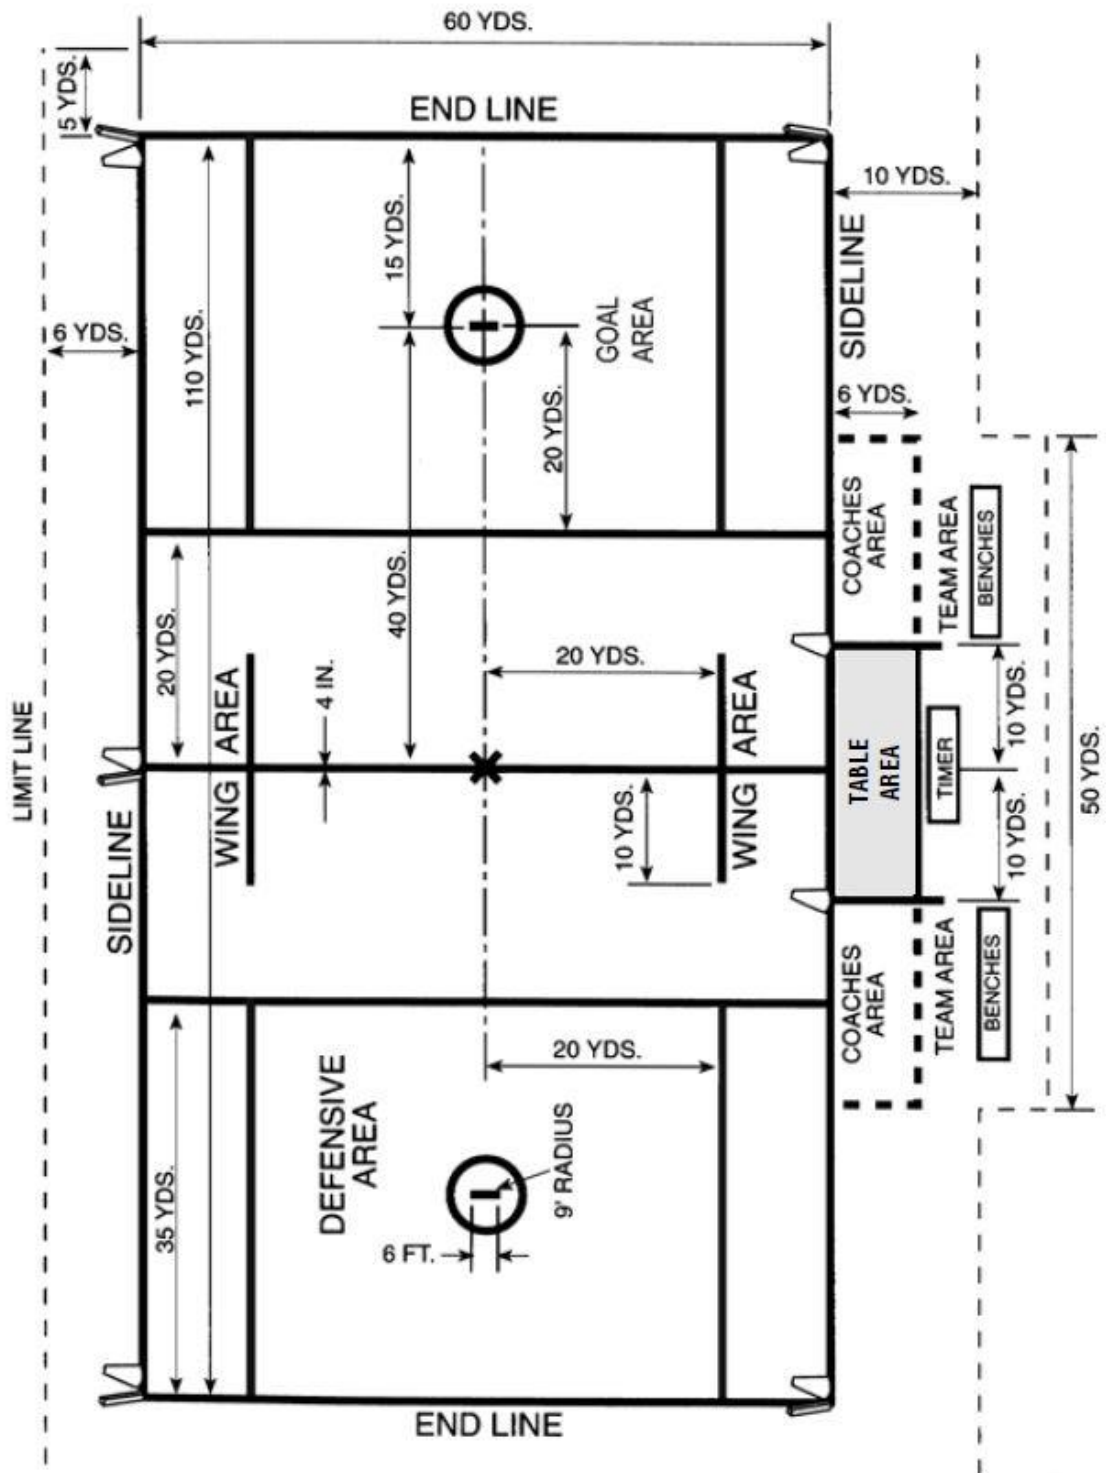 60 YDS.
5 YDS.
END LINE
10 YDS.
15 YDS.
SIDELINE
GOAL
AREA
6 YDS.
110 YDS.
6 YDS.
20 YDS.
COACHES
AREA
TEAM AREA
BENCHES
40 YDS.
20 YDS.
20 YDS.
4 IN.
WING AREA
WING AREA
10 YDS.
LIMIT LINE
TABLE
AREA
TIMER
50 YDS.
10 YDS.
10 YDS.
SIDELINE
COACHES
AREA
TEAM AREA
BENCHES
20 YDS.
DEFENSIVE
AREA
9' RADIUS
35 YDS.
6 FT.
END LINE